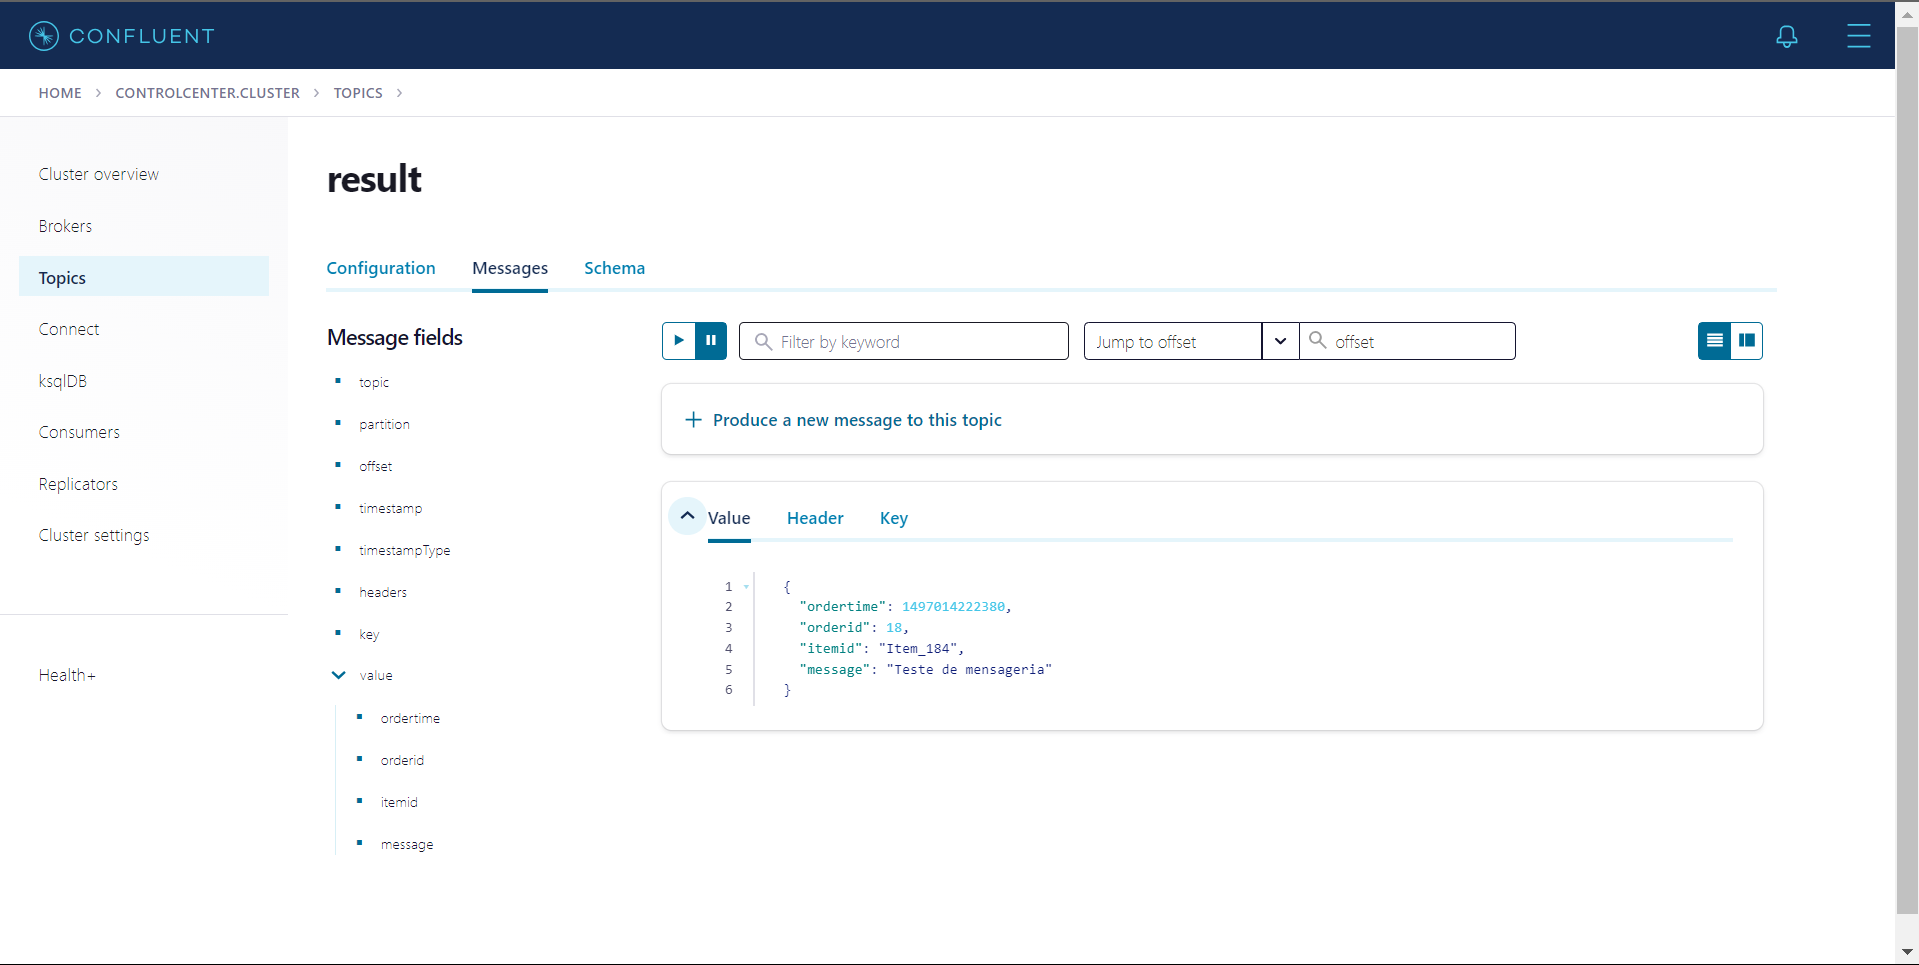 CONFLUENT
HOME > CONTROLCENTER.CLUSTER > TOPICS >
Cluster overview
Brokers
Topics
Connect
ksqlDB
Consumers
Replicators
Cluster settings
Health+
result
Configuration Messages Schema
Message fields
topic
partition
offset
timestamp
timestampType
headers
key
value
ordertime
orderid
itemid
message
Filter by keyword
Jump to offset
offset
+ Produce a new message to this topic
Value Header Key
1 {
2 "ordertime": 1497014222380,
3 "orderid": 18,
4 "itemid": "Item_184",
5 "message": "Teste de mensageria"
6 }